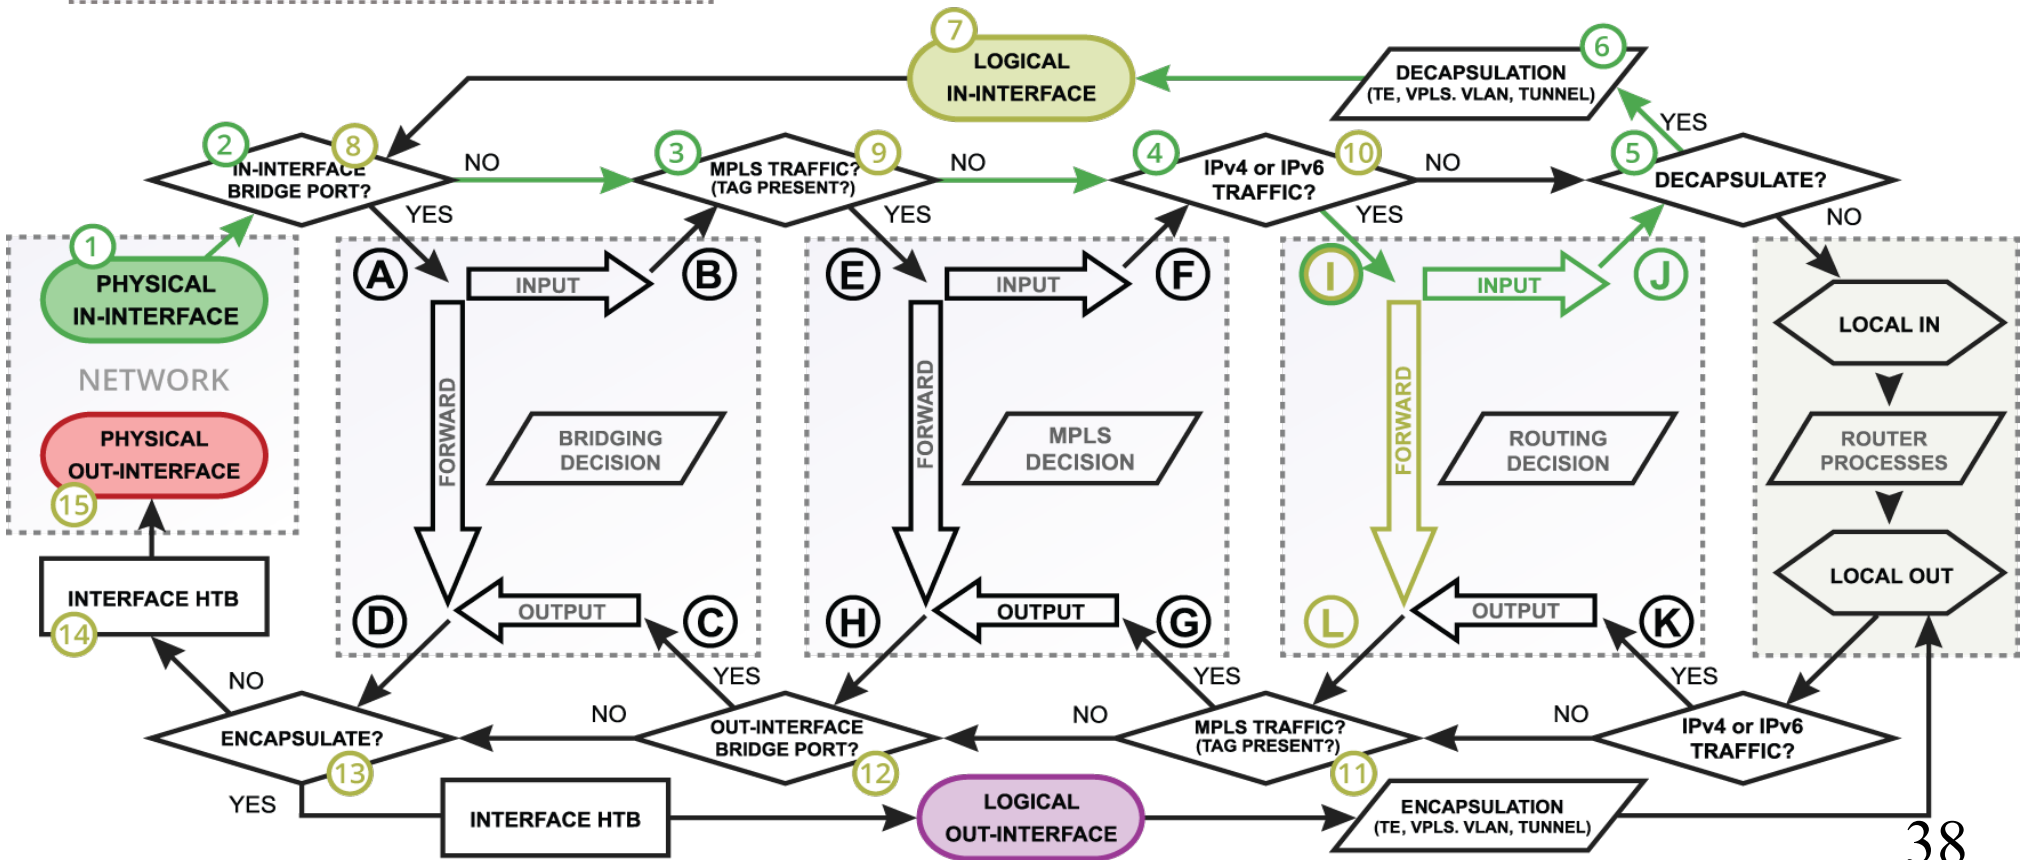 7
LOGICAL
IN-INTERFACE
6
DECAPSULATION
(TE, VPLS. VLAN, TUNNEL)
YES
2
8
IN-INTERFACE
BRIDGE PORT?
NO
3
9
MPLS TRAFFIC?
(TAG PRESENT?)
NO
4
10
IPv4 or IPv6
TRAFFIC?
NO
5
DECAPSULATE?
YES
YES
YES
NO
1
PHYSICAL
IN-INTERFACE
NETWORK
PHYSICAL
OUT-INTERFACE
15
A
INPUT
B
FORWARD
BRIDGING
DECISION
D
OUTPUT
C
E
INPUT
F
FORWARD
MPLS
DECISION
H
OUTPUT
G
I
INPUT
J
FORWARD
ROUTING
DECISION
L
OUTPUT
K
LOCAL IN
ROUTER
PROCESSES
LOCAL OUT
INTERFACE HTB
14
NO
YES
YES
YES
ENCAPSULATE?
13
NO
OUT-INTERFACE
BRIDGE PORT?
12
NO
MPLS TRAFFIC?
(TAG PRESENT?)
11
NO
IPv4 or IPv6
TRAFFIC?
YES
INTERFACE HTB
LOGICAL
OUT-INTERFACE
ENCAPSULATION
(TE, VPLS. VLAN, TUNNEL)
38